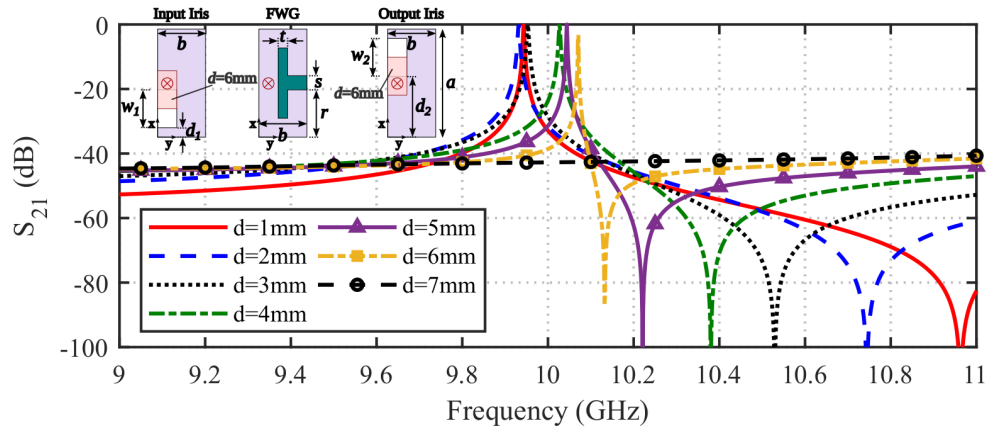 Input Iris
FWG
Output Iris
b
t
b
w₂
d=6mm
s
a
d=6mm
w₁
d₂
r
d₁
x
y
x
b
y
x
y
0
-20
-40
-60
-80
-100
S₂₁ (dB)
d=1mm
d=5mm
d=2mm
d=6mm
d=3mm
d=7mm
d=4mm
9
9.2
9.4
9.6
9.8
10
10.2
10.4
10.6
10.8
11
Frequency (GHz)